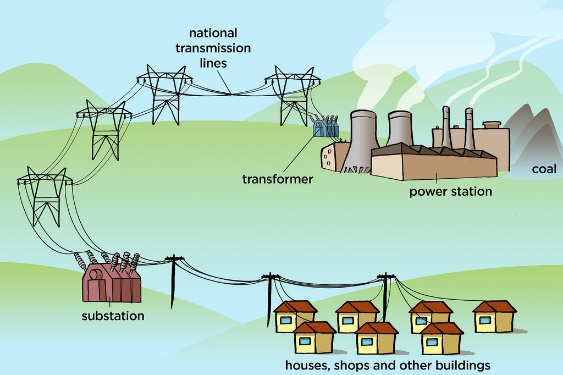 national
transmission
lines
transformer
power station
coal
substation
houses, shops and other buildings